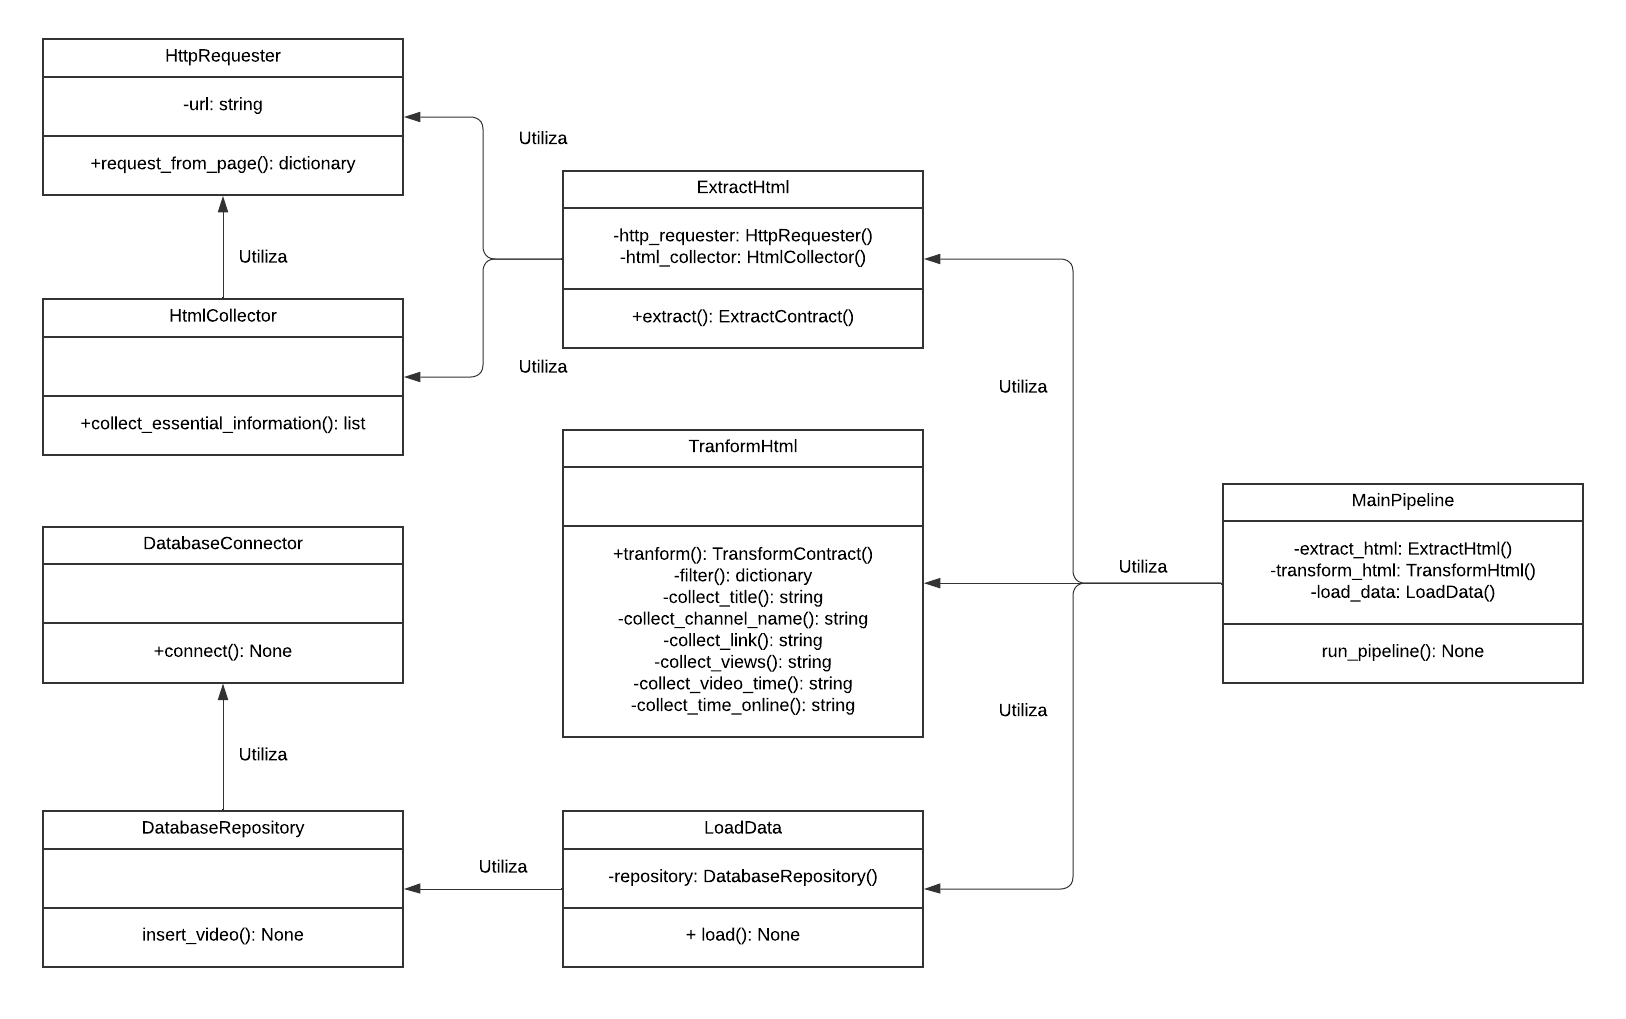 HttpRequester
-url: string
+request_from_page(): dictionary
Utiliza
HtmlCollector
+collect_essential_information(): list
Utiliza
Utiliza
ExtractHtml
-http_requester: HttpRequester()
-html_collector: HtmlCollector()
+extract(): ExtractContract()
TranformHtml
+tranform(): TransformContract()
-filter(): dictionary
-collect_title(): string
-collect_channel_name(): string
-collect_link(): string
-collect_views(): string
-collect_video_time(): string
-collect_time_online(): string
DatabaseConnector
+connect(): None
Utiliza
DatabaseRepository
insert_video(): None
Utiliza
LoadData
-repository: DatabaseRepository()
+ load(): None
Utiliza
Utiliza
Utiliza
MainPipeline
-extract_html: ExtractHtml()
-transform_html: TransformHtml()
-load_data: LoadData()
run_pipeline(): None